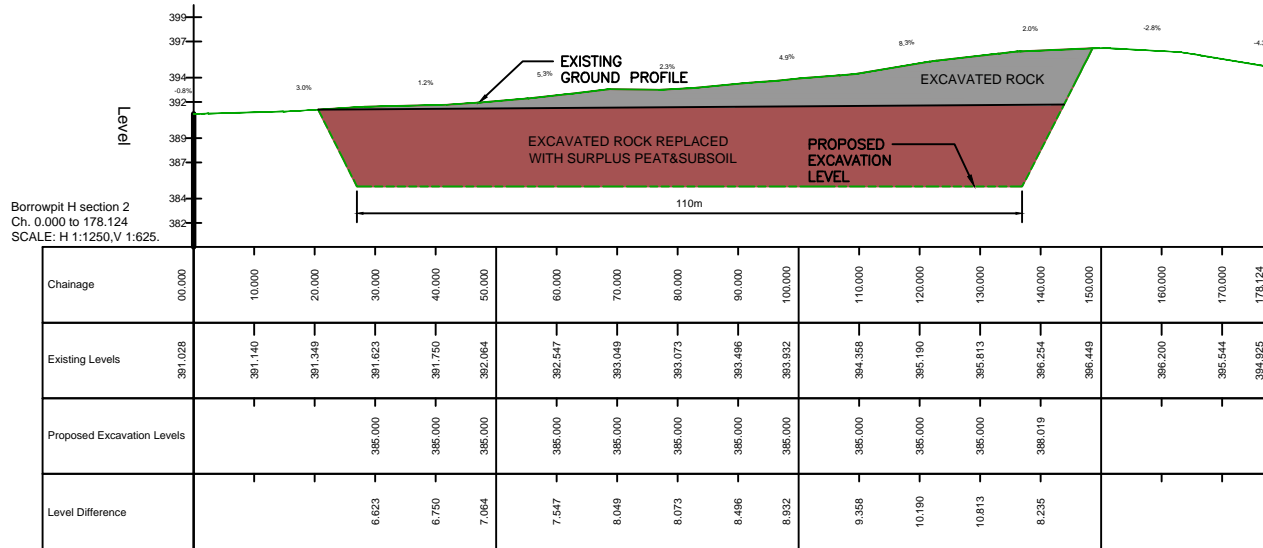 399
397
394
392
389
387
384
382
Level
-0.8%
3.0%
1.2%
5.3%
2.3%
4.9%
8.3%
2.0%
-2.8%
EXISTING
GROUND PROFILE
EXCAVATED ROCK
EXCAVATED ROCK REPLACED
WITH SURPLUS PEAT&SUBSOIL
PROPOSED
EXCAVATION
LEVEL
110m
Borrowpit H section 2
Ch. 0.000 to 178.124
SCALE: H 1:1250,V 1:625.
Chainage 00.000 10.000 20.000 30.000 40.000 50.000 60.000 70.000 80.000 90.000 100.000 110.000 120.000 130.000 140.000 150.000 160.000 170.000 178.124
Existing Levels 391.028 391.140 391.349 391.623 391.750 392.064 392.547 393.049 393.073 393.496 393.932 394.358 395.190 395.813 396.254 396.449 396.200 395.544 394.925
Proposed Excavation Levels 385.000 385.000 385.000 385.000 385.000 385.000 385.000 385.000 385.000 385.000 385.000 388.019
Level Difference 6.623 6.750 7.064 7.547 8.049 8.073 8.496 8.932 9.358 10.190 10.813 8.235